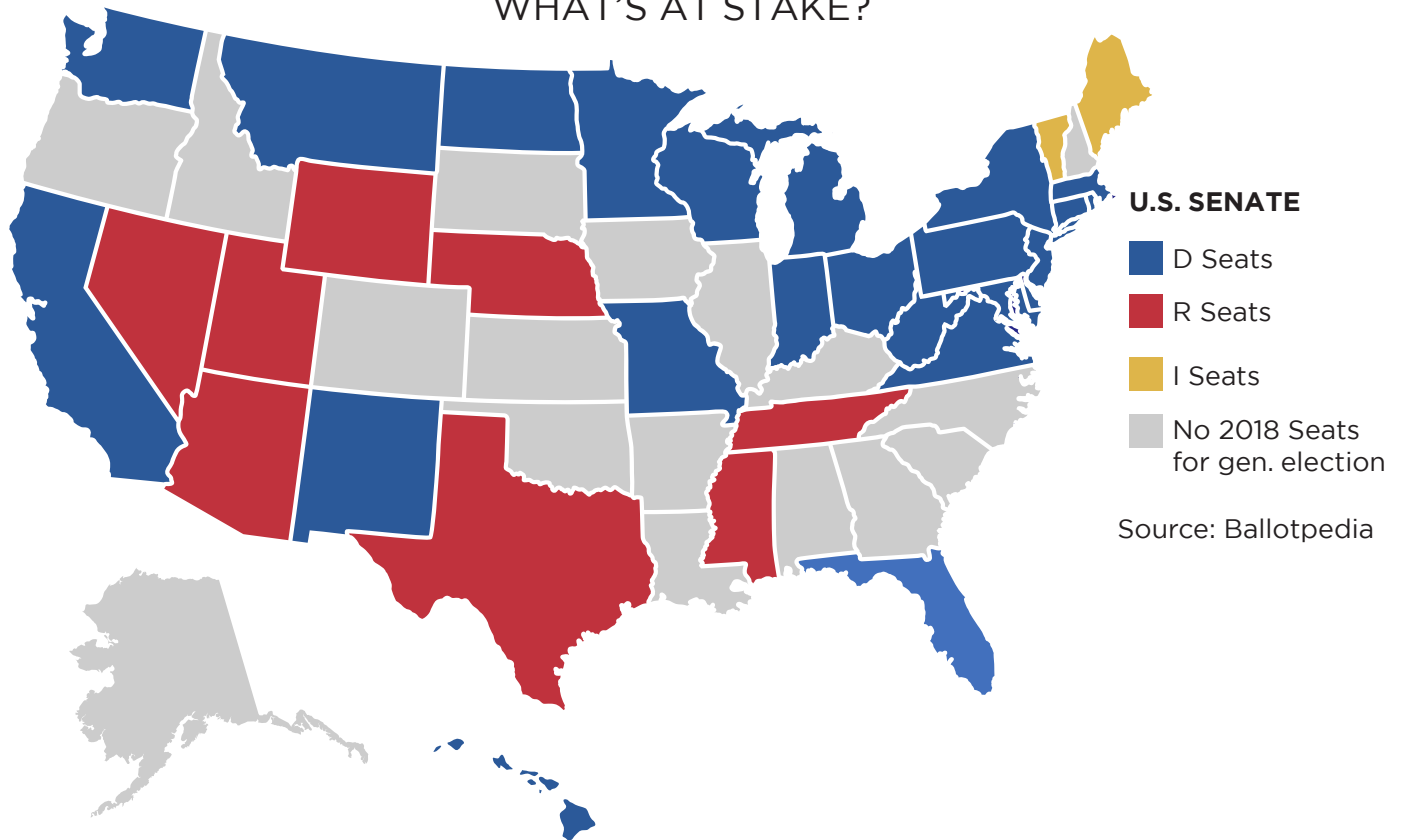 WHAT'S AT STAKE?
U.S. SENATE
D Seats
R Seats
I Seats
No 2018 Seats
for gen. election
Source: Ballotpedia